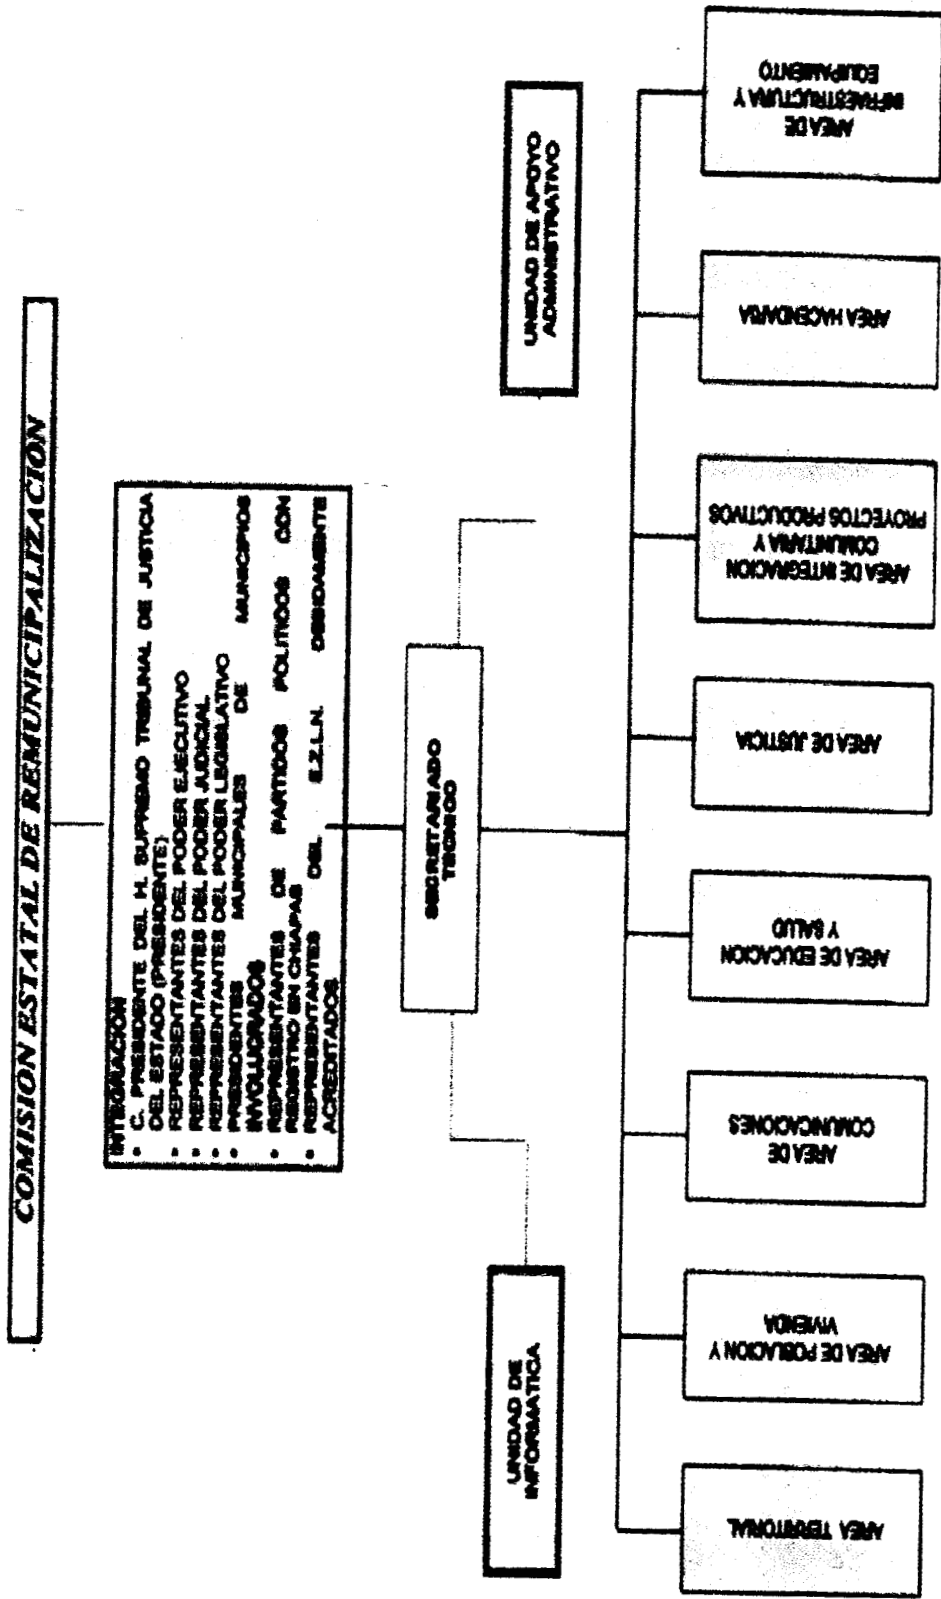 COMISION ESTATAL DE REMUNICIPALIZACION
INTEGRACION
• C. PRESIDENTE DEL H. SUPREMO TRIBUNAL DE JUSTICIA
DEL ESTADO (PRESIDENTE)
• REPRESENTANTES DEL PODER EJECUTIVO
• REPRESENTANTES DEL PODER JUDICIAL
• REPRESENTANTES DEL PODER LEGISLATIVO
• PRESIDENTES MUNICIPALES DE MUNICIPIOS
INVOLUCRADOS
• REPRESENTANTES DE PARTIDOS POLITICOS CON
REGISTRO EN CHIAPAS
• REPRESENTANTES DEL E.Z.L.N. DEBIDAMENTE
ACREDITADOS
SECRETARIADO
TECNICO
UNIDAD DE
INFORMATICA
UNIDAD DE APOYO
ADMINISTRATIVO
AREA TERRITORIAL
AREA DE POBLACION Y
VIVIENDA
AREA DE
COMUNICACIONES
AREA DE EDUCACION
Y SALUD
AREA DE JUSTICIA
AREA DE INTEGRACION
COMUNITARIA Y
PROYECTOS PRODUCTIVOS
AREA HACENDARIA
AREA DE
INFRAESTRUCTURA Y
EQUIPAMIENTO